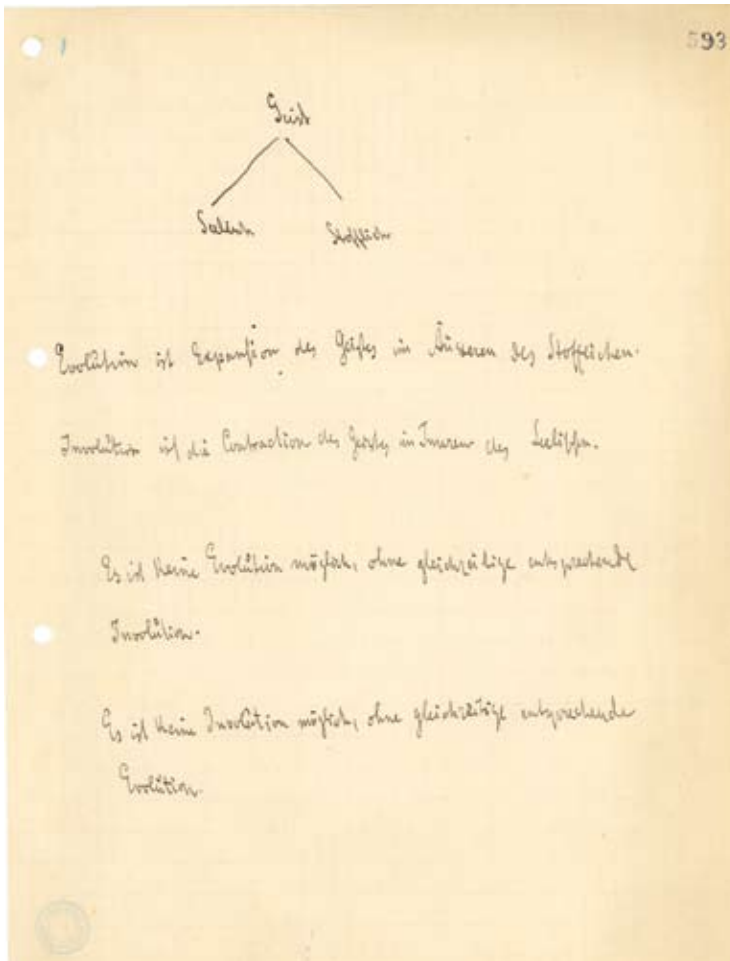 1
593
Geist
Seelisch Stofflich
Evolution ist Expansion des Geistes im Äusseren des Stofflichen.
Involution ist die Contraction des Geistes im Inneren des Seelischen.
Es ist keine Evolution möglich, ohne gleichzeitige entsprechende
Involution.
Es ist keine Involution möglich, ohne gleichzeitige entsprechende
Evolution.